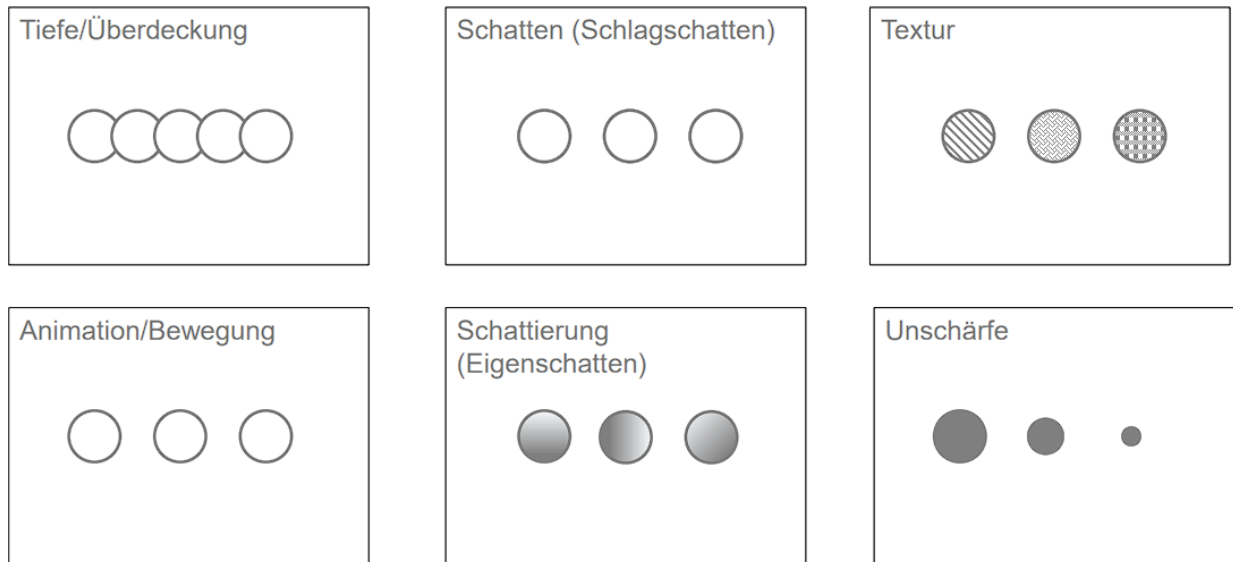 Tiefe/Überdeckung
Schatten (Schlagschatten)
Textur
Animation/Bewegung
Schattierung
(Eigenschatten)
Unschärfe